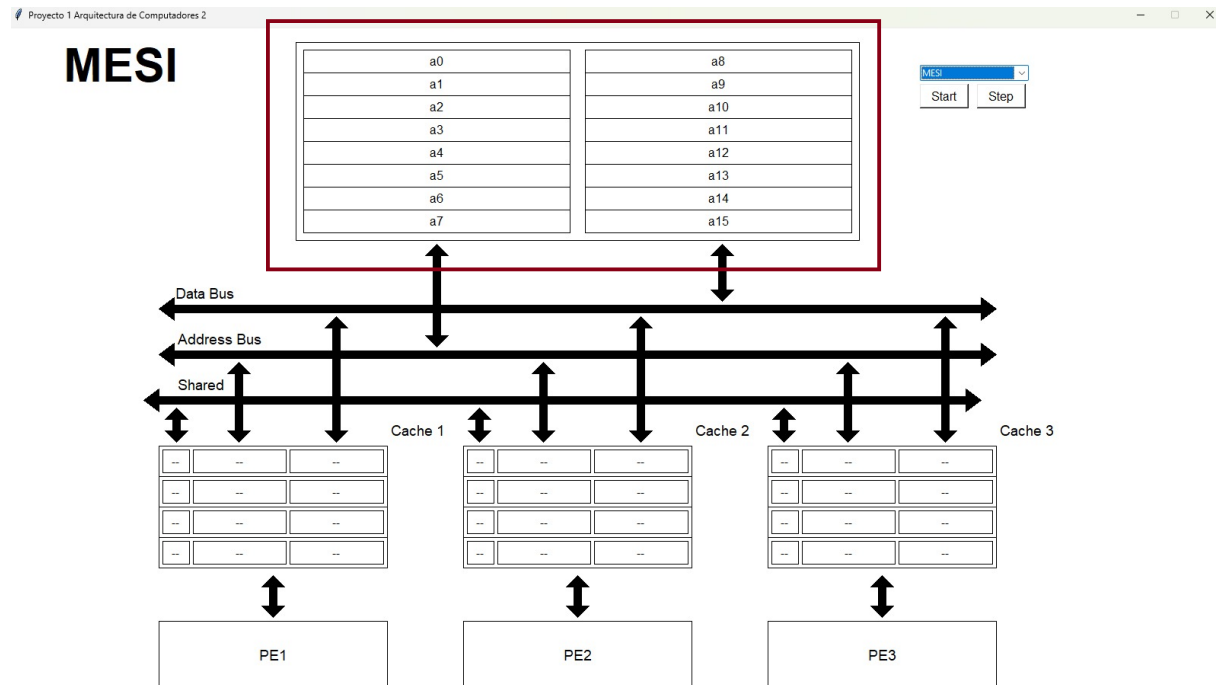 Proyecto 1 Arquitectura de Computadores 2
MESI
a0 a8
a1 a9
a2 a10
a3 a11
a4 a12
a5 a13
a6 a14
a7 a15
MESI
Start Step
Data Bus
Address Bus
Shared
Cache 1 Cache 2 Cache 3
-- -- -- -- -- -- -- -- --
-- -- -- -- -- -- -- -- --
-- -- -- -- -- -- -- -- --
-- -- -- -- -- -- -- -- --
PE1 PE2 PE3